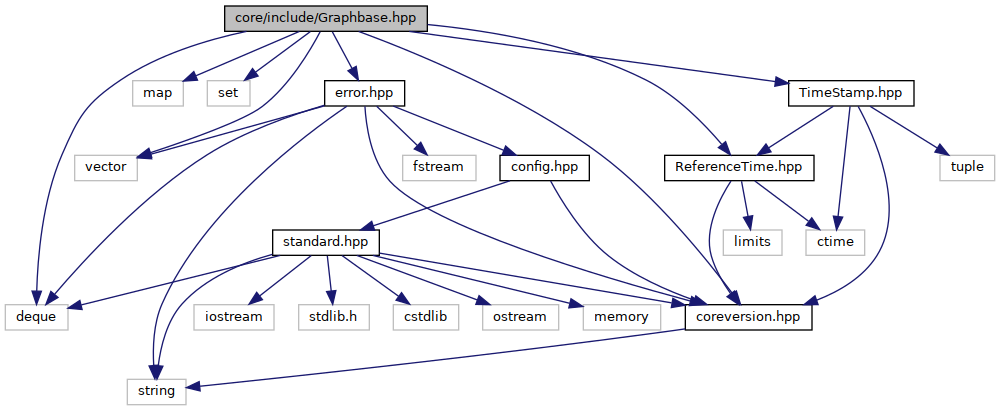 core/include/Graphbase.hpp
map
set
error.hpp
TimeStamp.hpp
vector
fstream
config.hpp
ReferenceTime.hpp
tuple
standard.hpp
limits
ctime
deque
iostream
stdlib.h
cstdlib
ostream
memory
coreversion.hpp
string